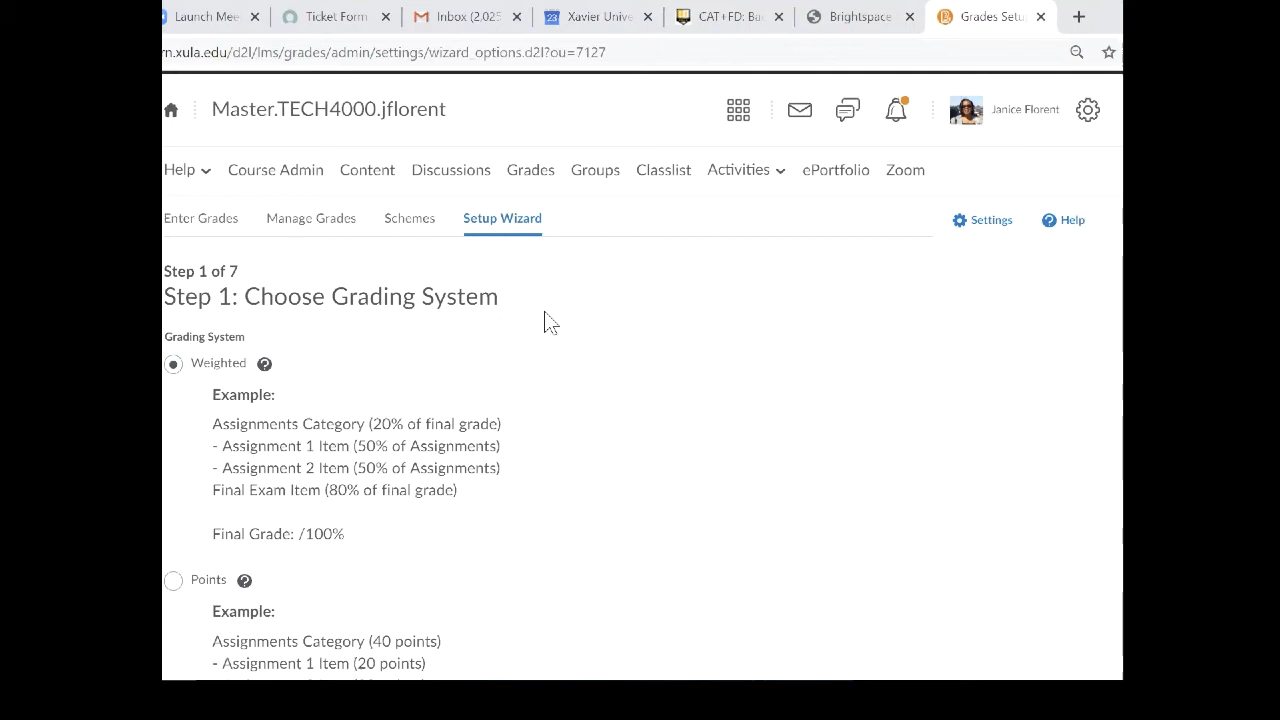 Launch Mee
Ticket Form
Inbox (2,025
23 Xavier Unive
CAT+FD: Ba
Brightspace
Grades Setu
rn.xula.edu/d2l/lms/grades/admin/settings/wizard_options.d2l?ou=7127
Master.TECH4000.jflorent
Janice Florent
Help
Course Admin
Content
Discussions
Grades
Groups
Classlist
Activities
ePortfolio
Zoom
Enter Grades
Manage Grades
Schemes
Setup Wizard
Settings
Help
Step 1 of 7
Step 1: Choose Grading System
Grading System
Weighted
Example:
Assignments Category (20% of final grade)
- Assignment 1 Item (50% of Assignments)
- Assignment 2 Item (50% of Assignments)
Final Exam Item (80% of final grade)
Final Grade: /100%
Points
Example:
Assignments Category (40 points)
- Assignment 1 Item (20 points)